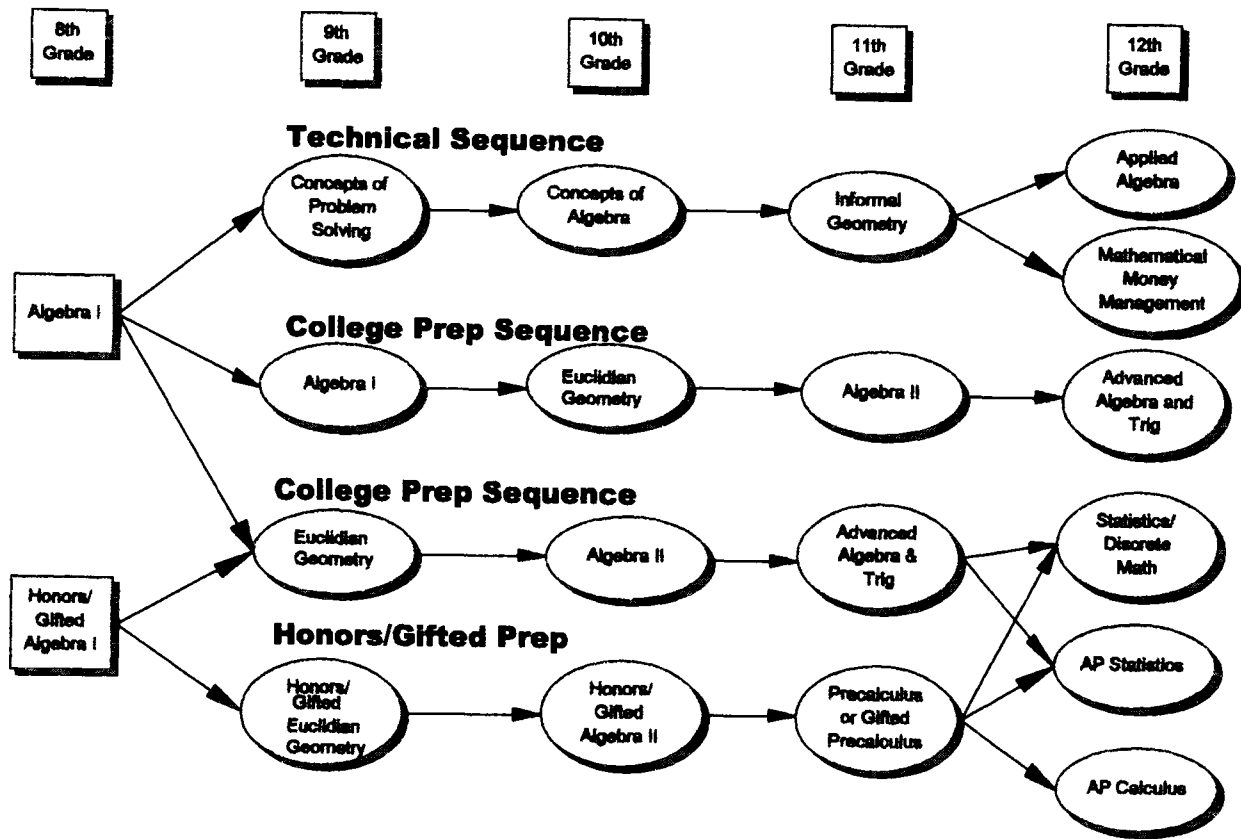 8th
Grade
9th
Grade
10th
Grade
11th
Grade
12th
Grade
Technical Sequence
Concepts of
Problem
Solving
Concepts of
Algebra
Informal
Geometry
Applied
Algebra
Mathematical
Money
Management
Algebra I
College Prep Sequence
Algebra I
Euclidian
Geometry
Algebra II
Advanced
Algebra and
Trig
College Prep Sequence
Euclidian
Geometry
Algebra II
Advanced
Algebra &
Trig
Statistics/
Discrete
Math
Honors/
Gifted
Algebra I
Honors/Gifted Prep
Honors/
Gifted
Euclidian
Geometry
Honors/
Gifted
Algebra II
Precalculus
or Gifted
Precalculus
AP Statistics
AP Calculus